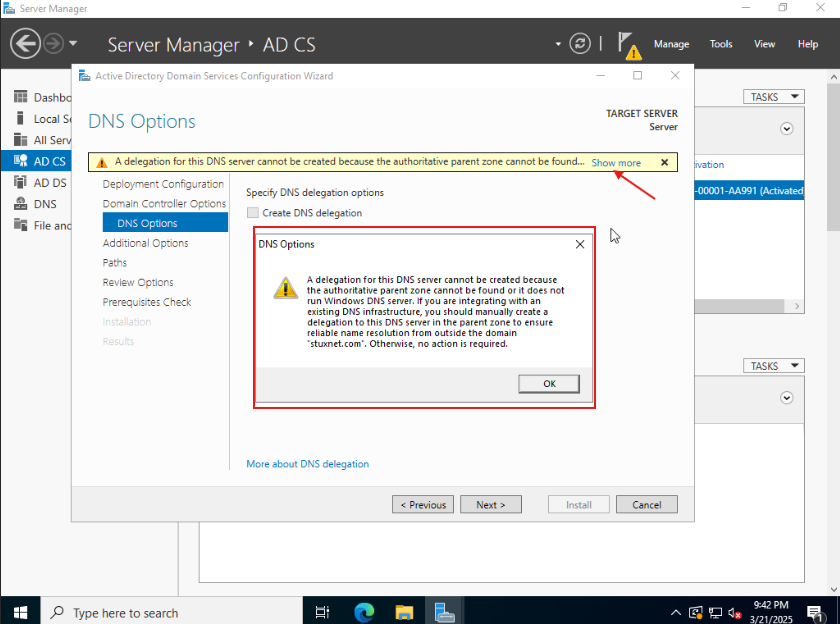 Server Manager
Server Manager • AD CS
Manage Tools View Help
Active Directory Domain Services Configuration Wizard
DNS Options
TARGET SERVER
Server
A delegation for this DNS server cannot be created because the authoritative parent zone cannot be found... Show more
Dashbo
Local Se
All Serv
AD CS
AD DS
DNS
File and
Deployment Configuration
Domain Controller Options
DNS Options
Additional Options
Paths
Review Options
Prerequisites Check
Installation
Results
Specify DNS delegation options
Create DNS delegation
DNS Options
A delegation for this DNS server cannot be created because
the authoritative parent zone cannot be found or it does not
run Windows DNS server. If you are integrating with an
existing DNS infrastructure, you should manually create a
delegation to this DNS server in the parent zone to ensure
reliable name resolution from outside the domain
"stuxnet.com". Otherwise, no action is required.
OK
More about DNS delegation
< Previous Next > Install Cancel
TASKS
ivation
-00001-AA991 (Activated)
TASKS
Type here to search
9:42 PM
3/21/2025
1